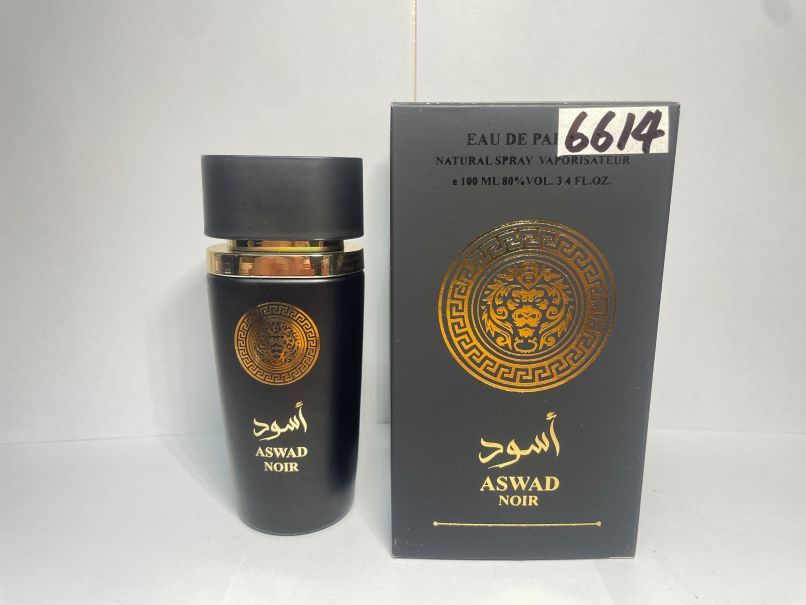 أسود
ASWAD
NOIR
6614
EAU DE
NATURAL SPRAY VAPORISATEUR
e 100 ML 80% VOL. 3.4 FL.OZ.
أسود
ASWAD
NOIR